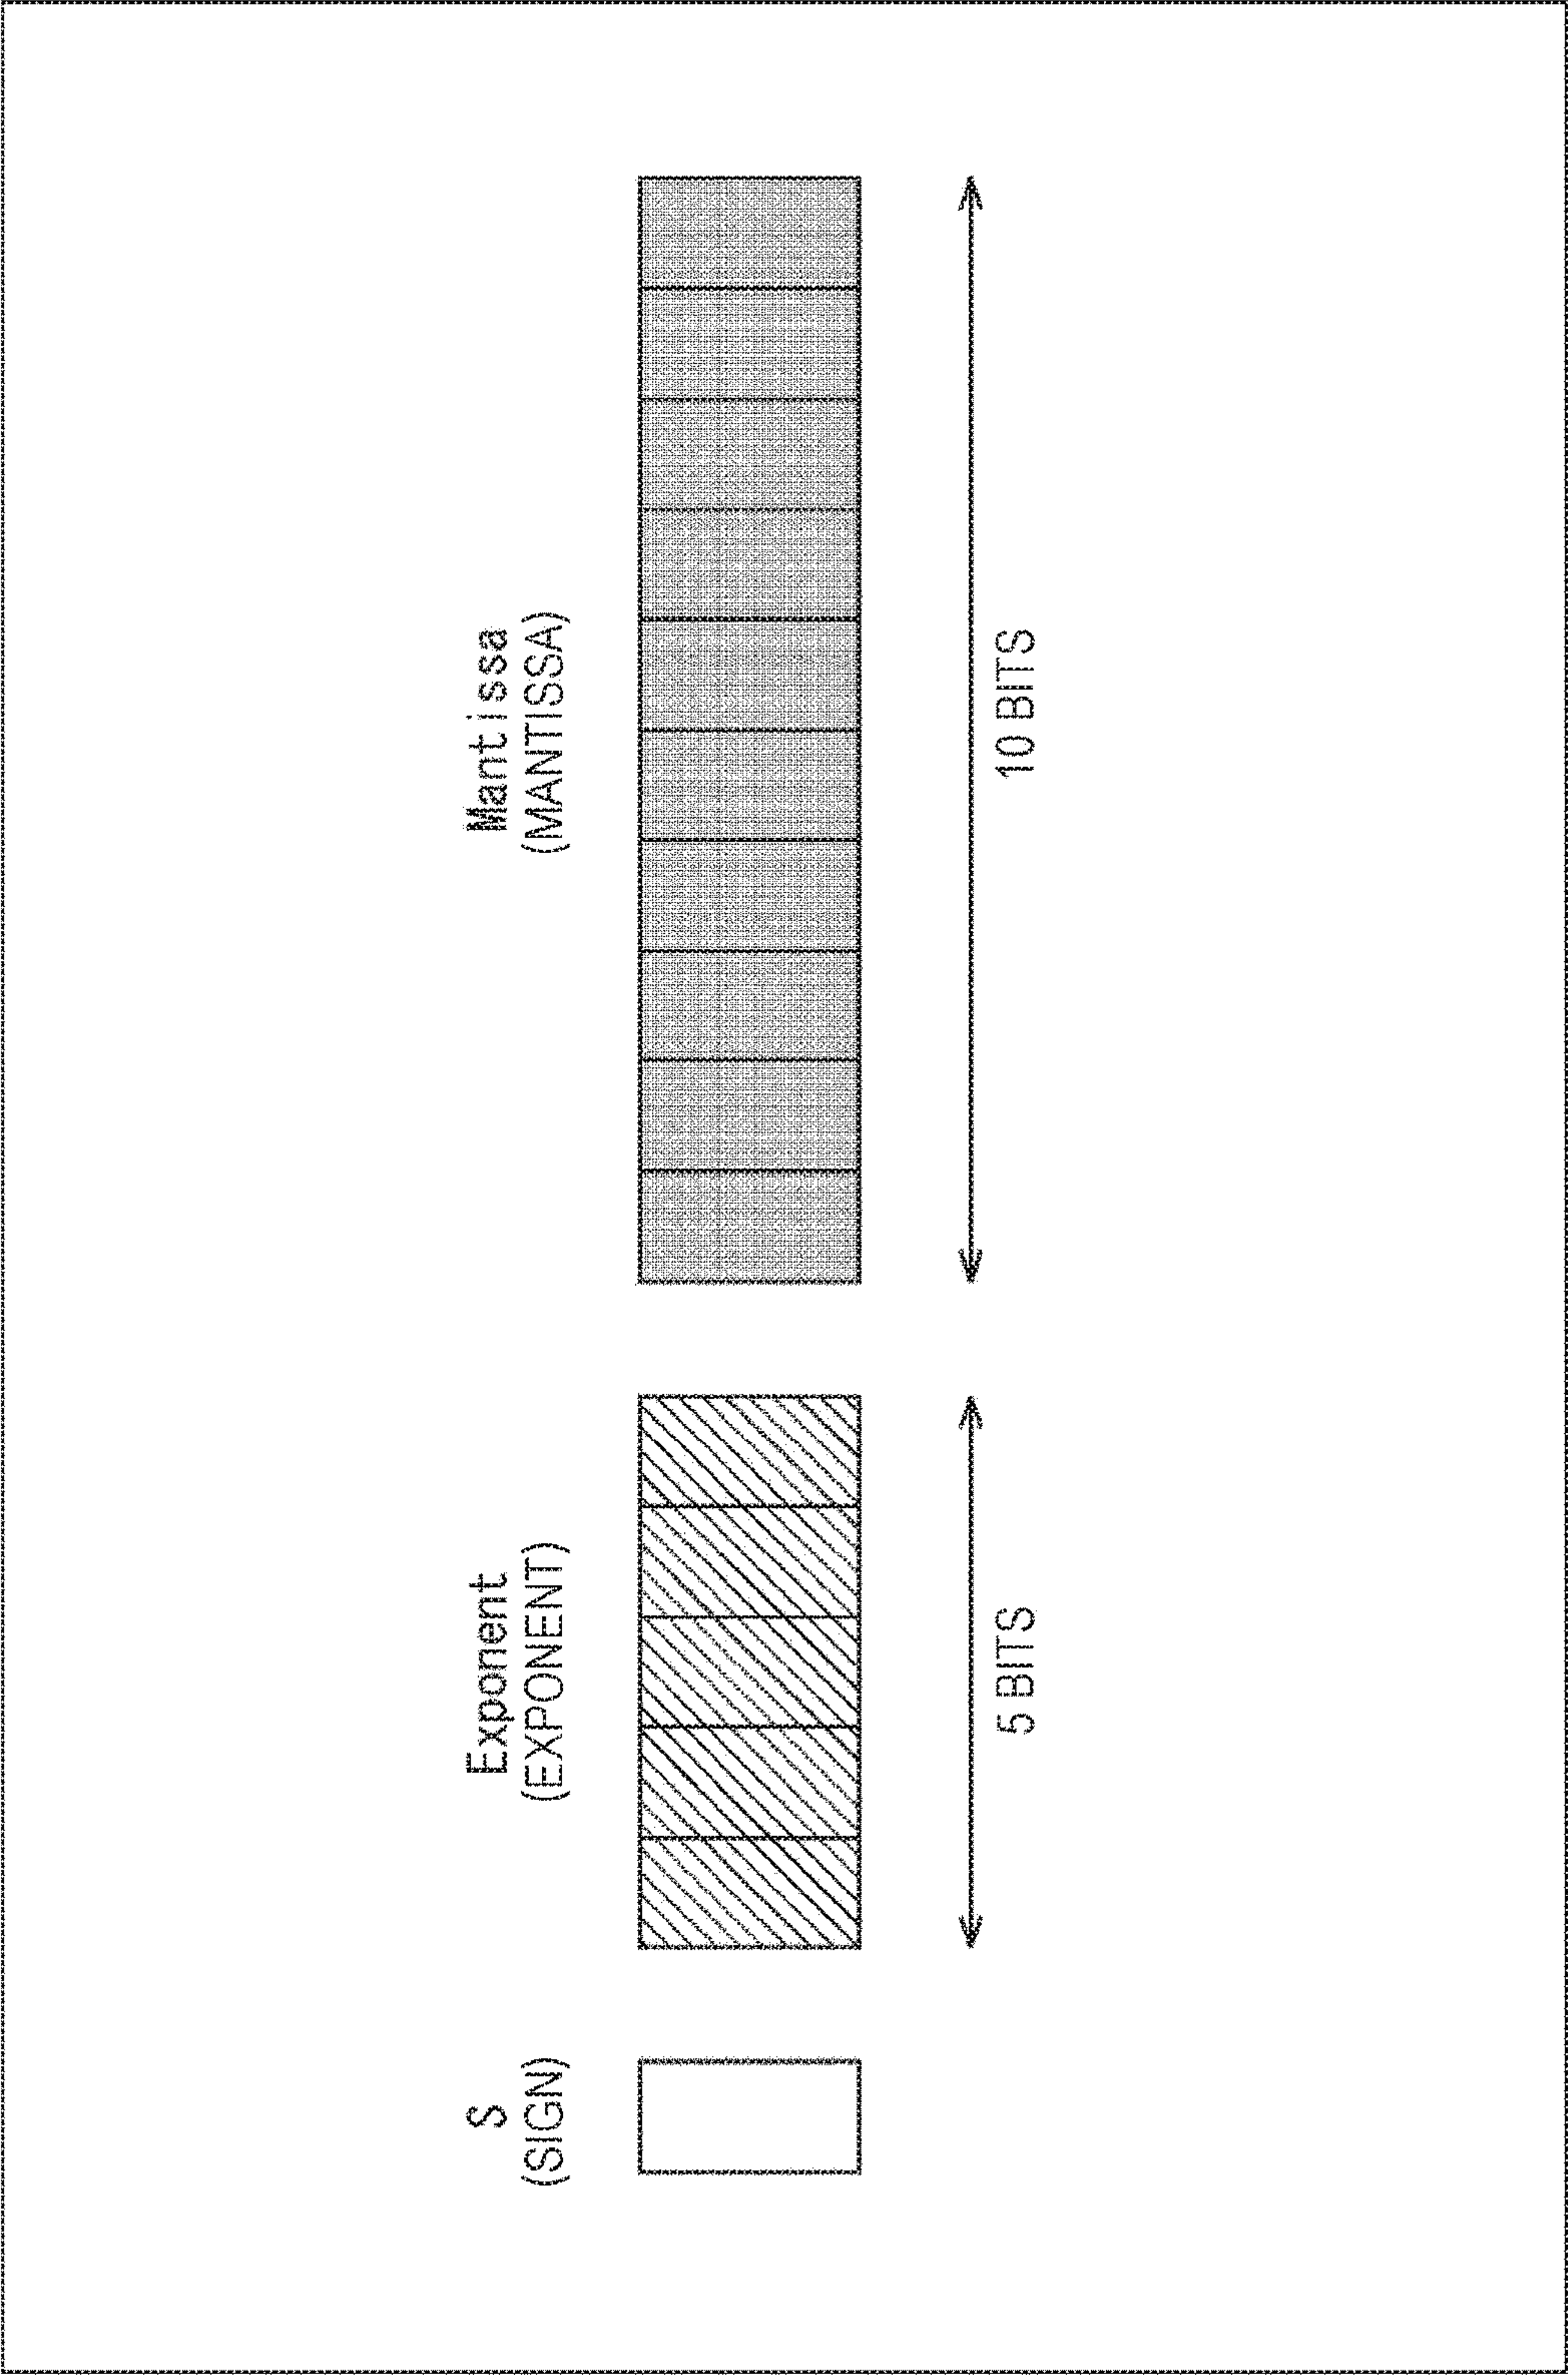 S
(SIGN)
Exponent
(EXPONENT)
Mantissa
(MANTISSA)
5 BITS
10 BITS